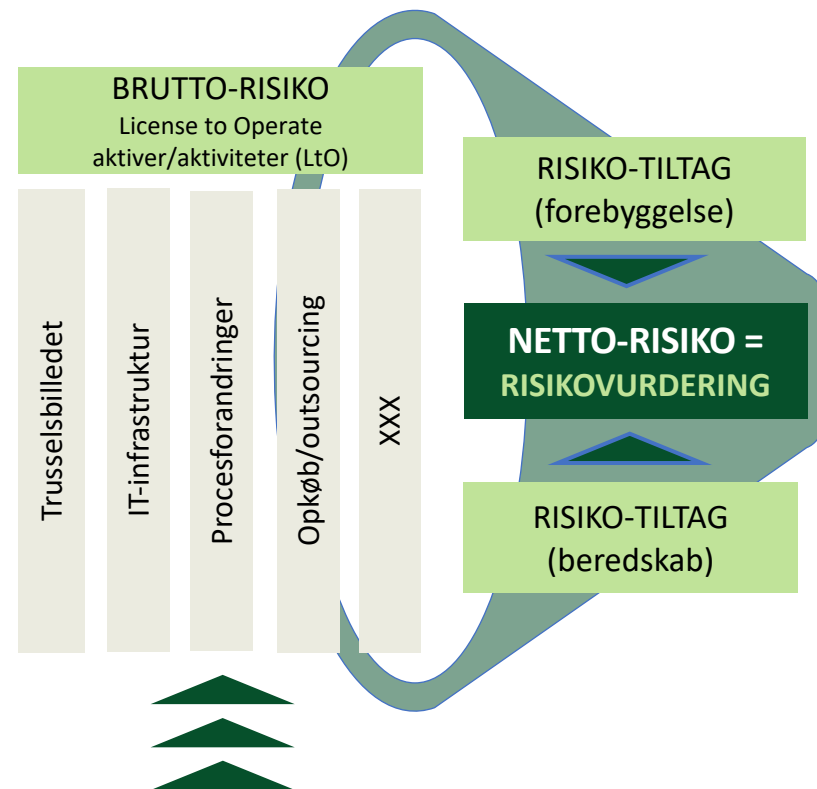 BRUTTO-RISIKO
License to Operate
aktiver/aktiviteter (LtO)
Trusselsbilledet
IT-infrastruktur
Procesforandringer
Opkøb/outsourcing
XXX
RISIKO-TILTAG
(forebyggelse)
NETTO-RISIKO =
RISIKOVURDERING
RISIKO-TILTAG
(beredskab)